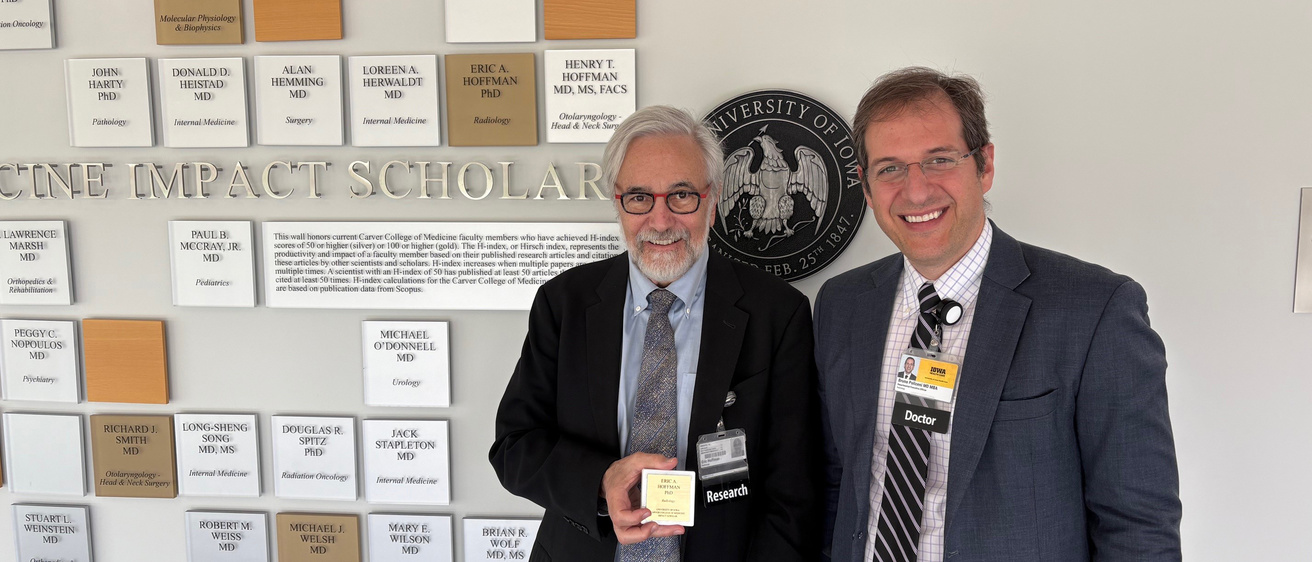 PhD
ion Oncology
Molecular Physiology
& Biophysics
JOHN
HARTY
PhD
Pathology
DONALD D.
HEISTAD
MD
Internal Medicine
ALAN
HEMMING
MD
Surgery
LOREEN A.
HERWALDT
MD
Internal Medicine
ERIC A.
HOFFMAN
PhD
Radiology
HENRY T.
HOFFMAN
MD, MS, FACS
Otolaryngology -
Head & Neck Surg
CINE IMPACT SCHOLAR
LAWRENCE
MARSH
MD
Orthopedics &
Rehabilitation
PAUL B.
MCCRAY, JR.
MD
Pediatrics
This wall honors current Carver College of Medicine faculty members who have achieved H-index
scores of 50 or higher (silver) or 100 or higher (gold). The H-index, or Hirsch index, represents the
productivity and impact of a faculty member based on their published research articles and citation
these articles by other scientists and scholars. H-index increases when multiple papers are
multiple times. A scientist with an H-index of 50 has published at least 50 articles
cited at least 50 times. H-index calculations for the Carver College of Medicin
are based on publication data from Scopus.
PEGGY C.
NOPOULOS
MD
Psychiatry
MICHAEL
O'DONNELL
MD
Urology
RICHARD J.
SMITH
MD
Otolaryngology -
Head & Neck Surgery
LONG-SHENG
SONG
MD, MS
Internal Medicine
DOUGLAS R.
SPITZ
PhD
Radiation Oncology
JACK
STAPLETON
MD
Internal Medicine
STUART L.
WEINSTEIN
MD
ROBERT M.
WEISS
MD
MICHAEL J.
WELSH
MD
MARY E.
WILSON
MD
BRIAN R.
WOLF
MD, MS
NIVERSITY OF IOWA
FEB. 25TH 1847.
ERIC A.
HOFFMAN
PhD
Radiology
Research
IOWA
Doctor